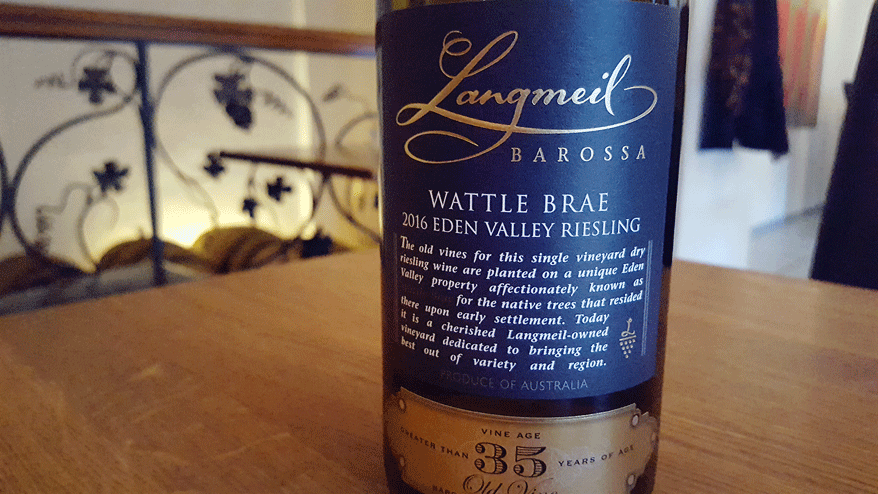 Langmeil
BAROSSA
WATTLE BRAE
2016 EDEN VALLEY RIESLING
The old vines for this single vineyard dry
riesling wine are planted on a unique Eden
Valley property affectionately known as
for the native trees that resided
there upon early settlement. Today
it is a cherished Langmeil-owned
vineyard dedicated to bringing the
best out of variety and region.
PRODUCE OF AUSTRALIA
VINE AGE
GREATER THAN 35 YEARS OF AGE
Old Vine